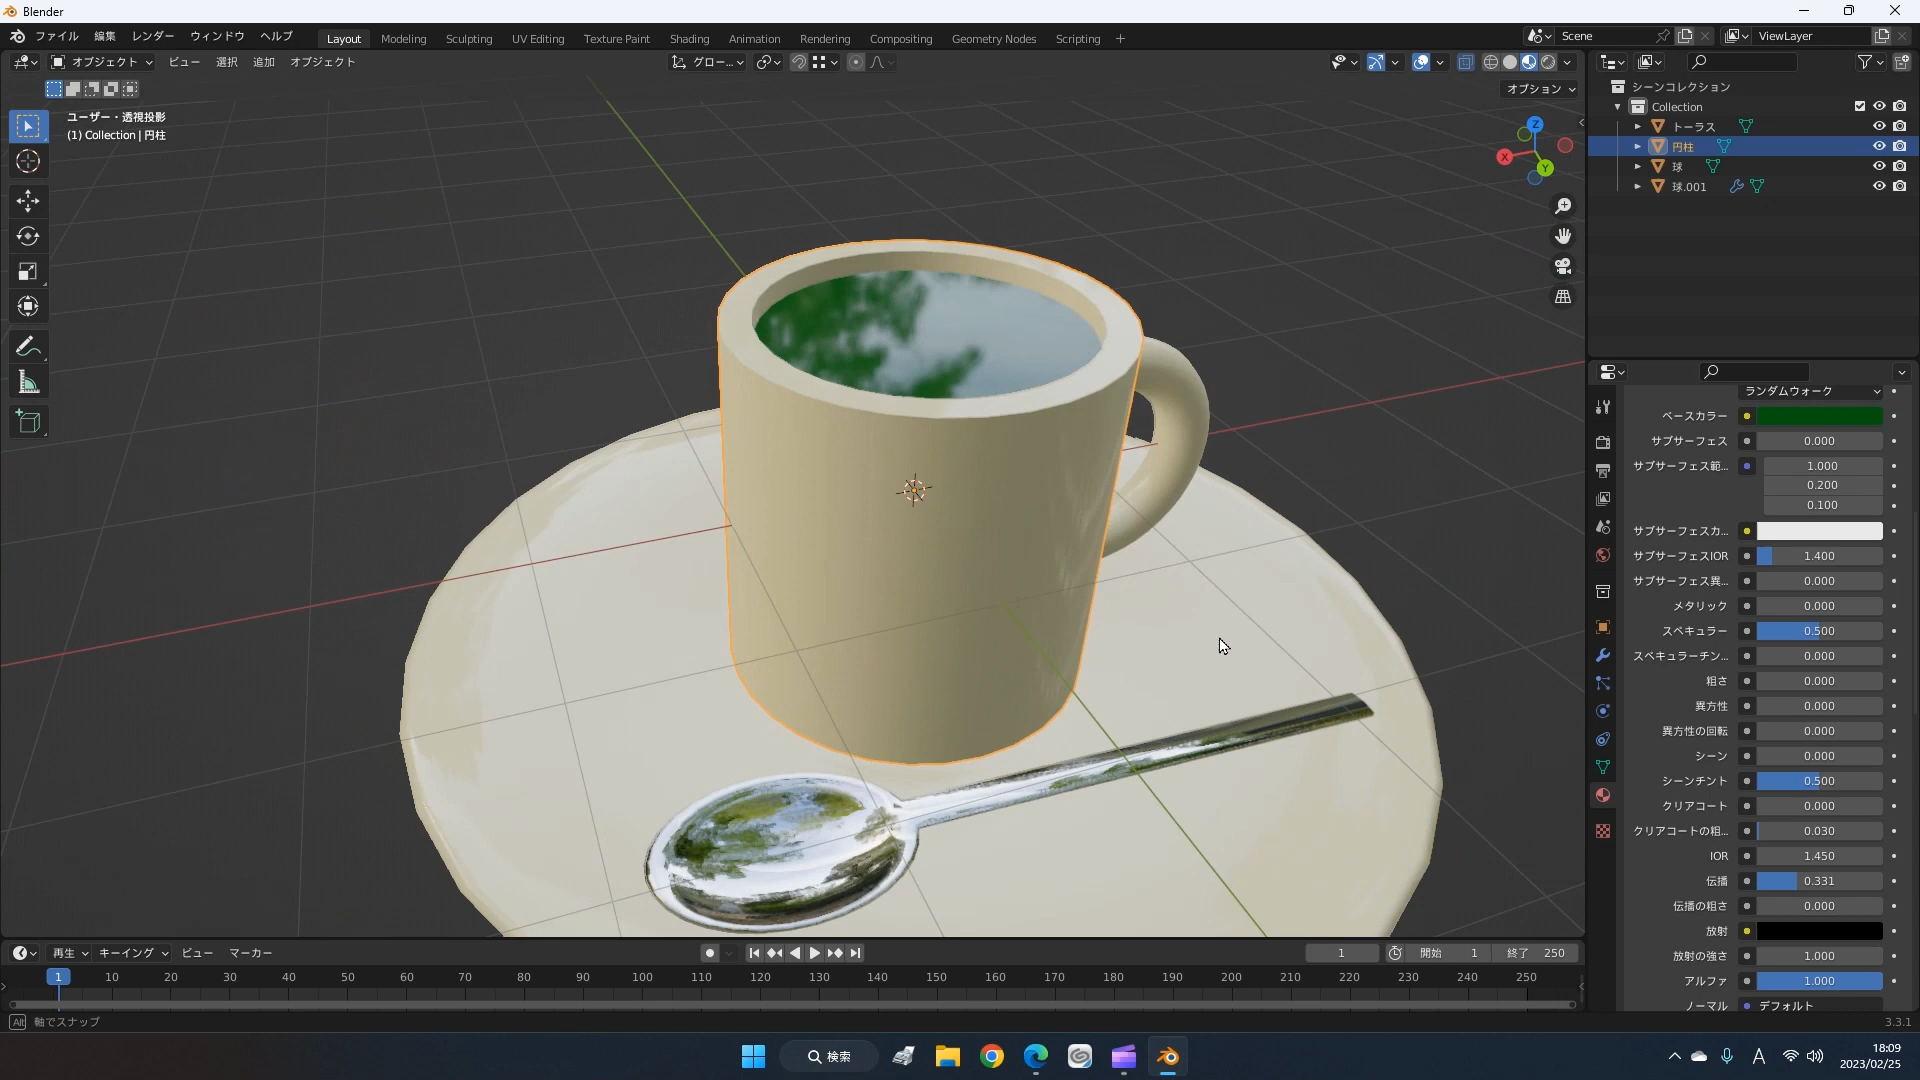 Blender
ファイル 編集 レンダー ウィンドウ ヘルプ Layout Modeling Sculpting UV Editing Texture Paint Shading Animation Rendering Compositing Geometry Nodes Scripting + Scene ViewLayer
オブジェクト ビュー 選択 追加 オブジェクト グロー...
オプション
ユーザー・透視投影
(1) Collection | 円柱
Z
X
Y
シーンコレクション
Collection
トーラス
円柱
球
球.001
ランダムウォーク
ベースカラー
サブサーフェス 0.000
サブサーフェス範... 1.000
0.200
0.100
サブサーフェスカ...
サブサーフェスIOR 1.400
サブサーフェス異... 0.000
メタリック 0.000
スペキュラー 0.500
スペキュラーチン... 0.000
粗さ 0.000
異方性 0.000
異方性の回転 0.000
シーン 0.000
シーンチント 0.500
クリアコート 0.000
クリアコートの粗... 0.030
IOR 1.450
伝播 0.331
伝播の粗さ 0.000
放射
放射の強さ 1.000
アルファ 1.000
ノーマル デフォルト
再生 キーイング ビュー マーカー 1 開始 1 終了 250
1 10 20 30 40 50 60 70 80 90 100 110 120 130 140 150 160 170 180 190 200 210 220 230 240 250
Alt 軸でスナップ
3.3.1
検索
A
18:09
2023/02/25